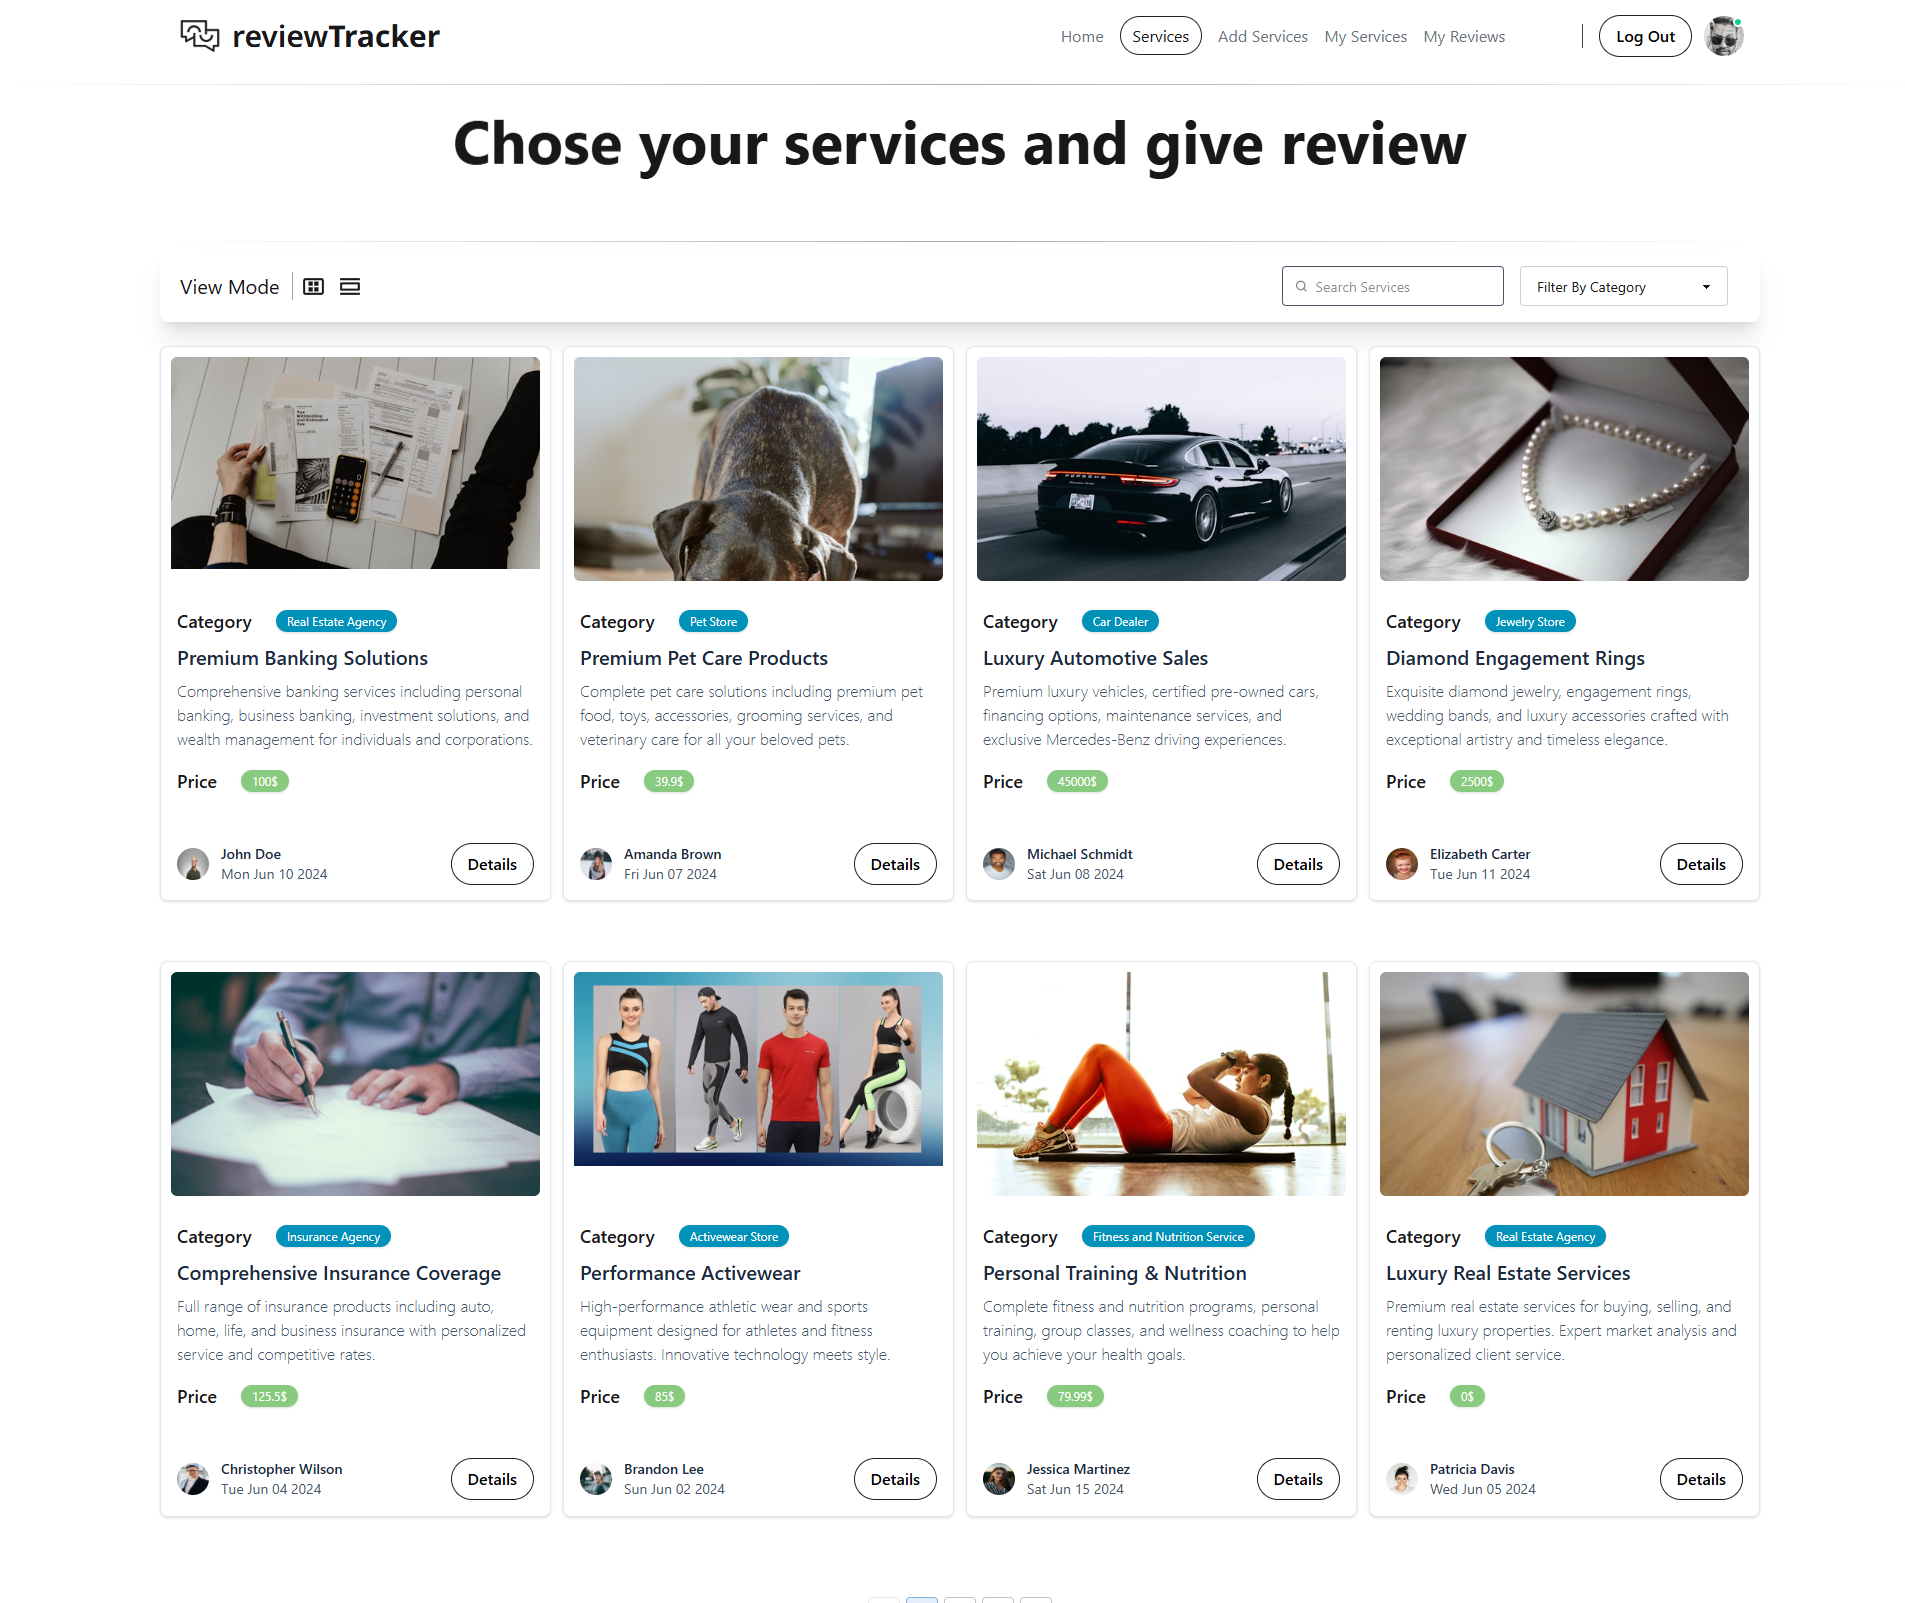 reviewTracker
Home
Services
Add Services
My Services
My Reviews
Log Out
Chose your services and give review
View Mode
Search Services
Filter By Category
Category
Real Estate Agency
Premium Banking Solutions
Comprehensive banking services including personal
banking, business banking, investment solutions, and
wealth management for individuals and corporations.
Price
100$
John Doe
Mon Jun 10 2024
Details
Category
Pet Store
Premium Pet Care Products
Complete pet care solutions including premium pet
food, toys, accessories, grooming services, and
veterinary care for all your beloved pets.
Price
39.9$
Amanda Brown
Fri Jun 07 2024
Details
PORSCHE
Category
Car Dealer
Luxury Automotive Sales
Premium luxury vehicles, certified pre-owned cars,
financing options, maintenance services, and
exclusive Mercedes-Benz driving experiences.
Price
45000$
Michael Schmidt
Sat Jun 08 2024
Details
Category
Jewelry Store
Diamond Engagement Rings
Exquisite diamond jewelry, engagement rings,
wedding bands, and luxury accessories crafted with
exceptional artistry and timeless elegance.
Price
2500$
Elizabeth Carter
Tue Jun 11 2024
Details
Category
Insurance Agency
Comprehensive Insurance Coverage
Full range of insurance products including auto,
home, life, and business insurance with personalized
service and competitive rates.
Price
125.5$
Christopher Wilson
Tue Jun 04 2024
Details
Category
Activewear Store
Performance Activewear
High-performance athletic wear and sports
equipment designed for athletes and fitness
enthusiasts. Innovative technology meets style.
Price
85$
Brandon Lee
Sun Jun 02 2024
Details
Category
Fitness and Nutrition Service
Personal Training & Nutrition
Complete fitness and nutrition programs, personal
training, group classes, and wellness coaching to help
you achieve your health goals.
Price
79.99$
Jessica Martinez
Sat Jun 15 2024
Details
Category
Real Estate Agency
Luxury Real Estate Services
Premium real estate services for buying, selling, and
renting luxury properties. Expert market analysis and
personalized client service.
Price
0$
Patricia Davis
Wed Jun 05 2024
Details